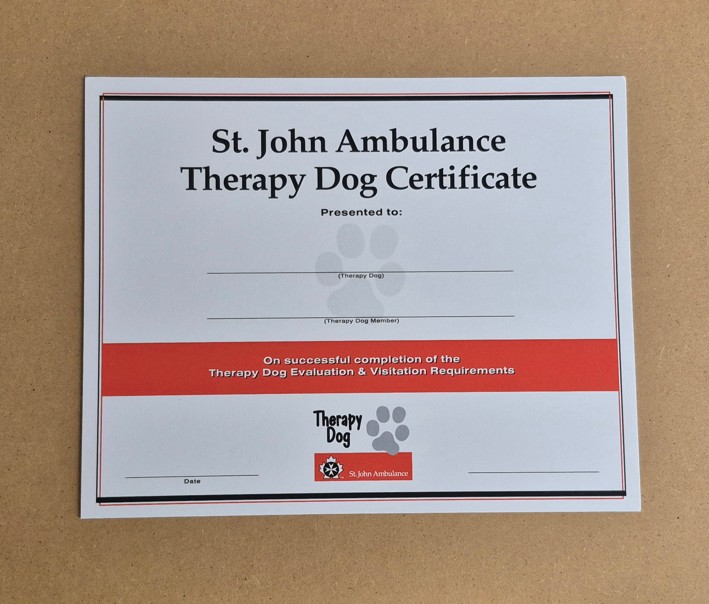 St. John Ambulance
Therapy Dog Certificate
Presented to:
(Therapy Dog)
(Therapy Dog Member)
On successful completion of the
Therapy Dog Evaluation & Visitation Requirements
Therapy
Dog
St. John Ambulance
Date